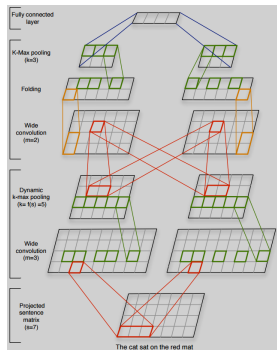 Fully connected
layer
K-Max pooling
(k=3)
Folding
Wide
convolution
(m=2)
Dynamic
k-max pooling
(k= f(s) =5)
Wide
convolution
(m=3)
Projected
sentence
matrix
(s=7)
The cat sat on the red mat